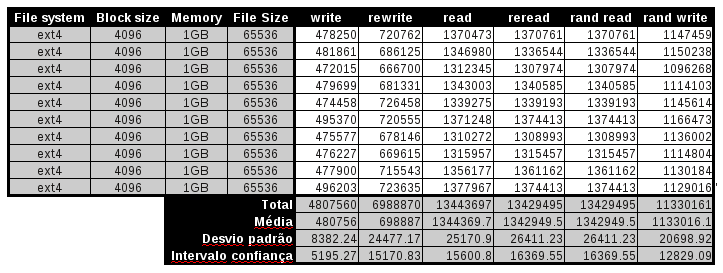 File system Block size Memory File Size write rewrite read reread rand read rand write
ext4 4096 1GB 65536 478250 720762 1370473 1370761 1370761 1147459
ext4 4096 1GB 65536 481861 686125 1346980 1336544 1336544 1150238
ext4 4096 1GB 65536 472015 666700 1312345 1307974 1307974 1096268
ext4 4096 1GB 65536 479699 681331 1343003 1340585 1340585 1114103
ext4 4096 1GB 65536 474458 726458 1339275 1339193 1339193 1145614
ext4 4096 1GB 65536 495370 720555 1371248 1374413 1374413 1166473
ext4 4096 1GB 65536 475577 678146 1310272 1308993 1308993 1136002
ext4 4096 1GB 65536 476227 669615 1315957 1315457 1315457 1114804
ext4 4096 1GB 65536 477900 715543 1356177 1361162 1361162 1130184
ext4 4096 1GB 65536 496203 723635 1377967 1374413 1374413 1129016
Total 4807560 6988870 13443697 13429495 13429495 11330161
Média 480756 698887 1344369.7 1342949.5 1342949.5 1133016.1
Desvio padrão 8382.24 24477.17 25170.9 26411.23 26411.23 20698.92
Intervalo confiança 5195.27 15170.83 15600.8 16369.55 16369.55 12829.09